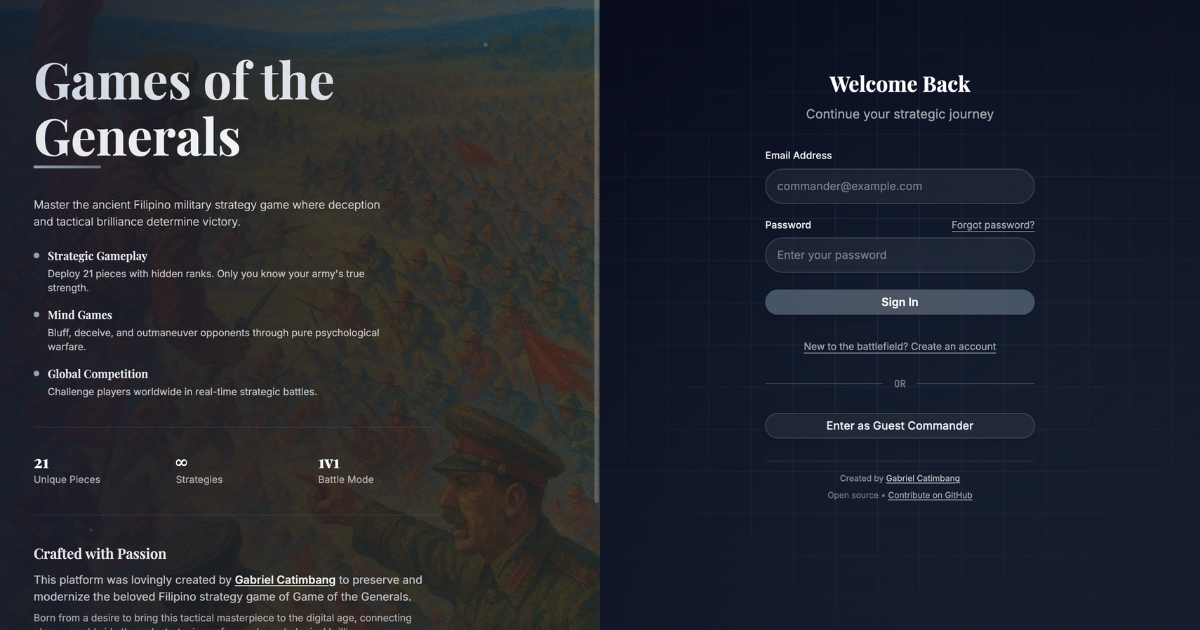 Games of the
Generals
Master the ancient Filipino military strategy game where deception
and tactical brilliance determine victory.
Strategic Gameplay
Deploy 21 pieces with hidden ranks. Only you know your army's true
strength.
Mind Games
Bluff, deceive, and outmaneuver opponents through pure psychological
warfare.
Global Competition
Challenge players worldwide in real-time strategic battles.
21
Unique Pieces
∞
Strategies
1V1
Battle Mode
Crafted with Passion
This platform was lovingly created by Gabriel Catimbang to preserve and
modernize the beloved Filipino strategy game of Game of the Generals.
Born from a desire to bring this tactical masterpiece to the digital age, connecting
Welcome Back
Continue your strategic journey
Email Address
commander@example.com
Password
Forgot password?
Enter your password
Sign In
New to the battlefield? Create an account
OR
Enter as Guest Commander
Created by Gabriel Catimbang
Open source • Contribute on GitHub